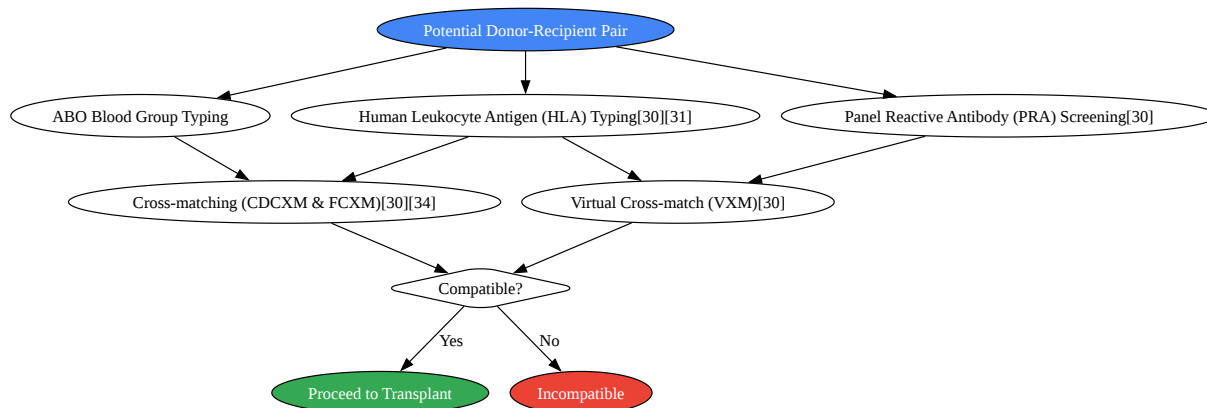 Potential Donor-Recipient Pair
ABO Blood Group Typing
Human Leukocyte Antigen (HLA) Typing[30][31]
Panel Reactive Antibody (PRA) Screening[30]
Cross-matching (CDCXM & FCXM)[30][34]
Virtual Cross-match (VXM)[30]
Compatible?
Yes
No
Proceed to Transplant
Incompatible